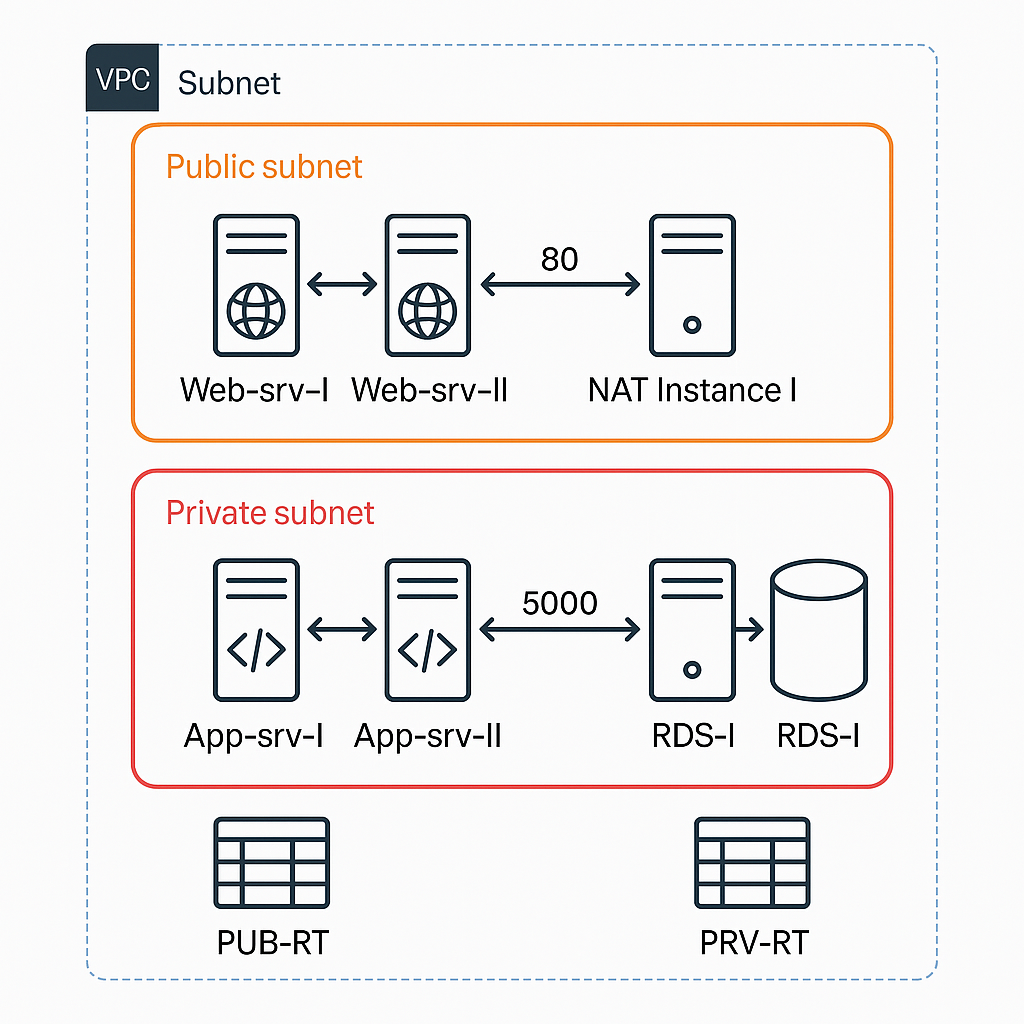 VPC
Subnet
Public subnet
80
Web-srv-I
Web-srv-II
NAT Instance I
Private subnet
5000
App-srv-I
App-srv-II
RDS-I
RDS-I
PUB-RT
PRV-RT